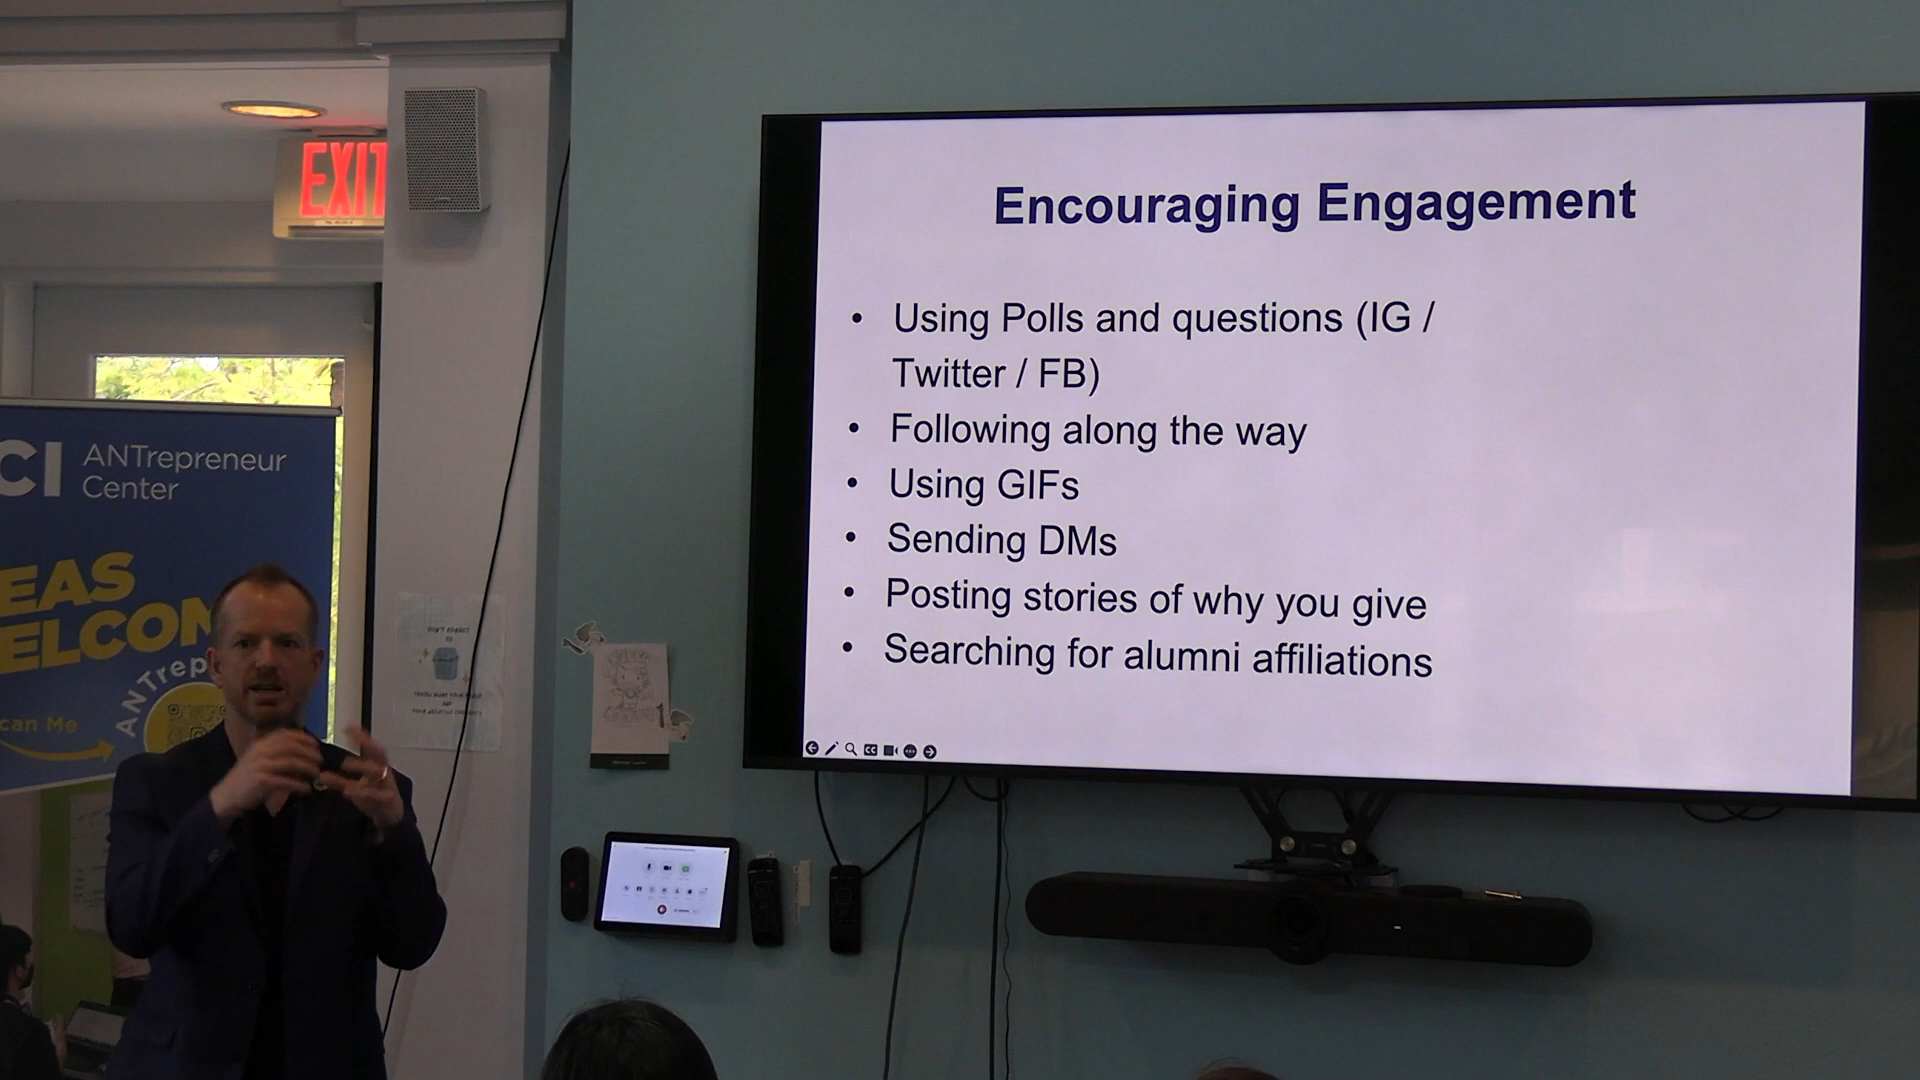 EXIT
CI ANTrepreneur
Center
EAS
ELCOM
ANTrep
can Me
Encouraging Engagement
• Using Polls and questions (IG /
Twitter / FB)
• Following along the way
• Using GIFs
• Sending DMs
• Posting stories of why you give
• Searching for alumni affiliations